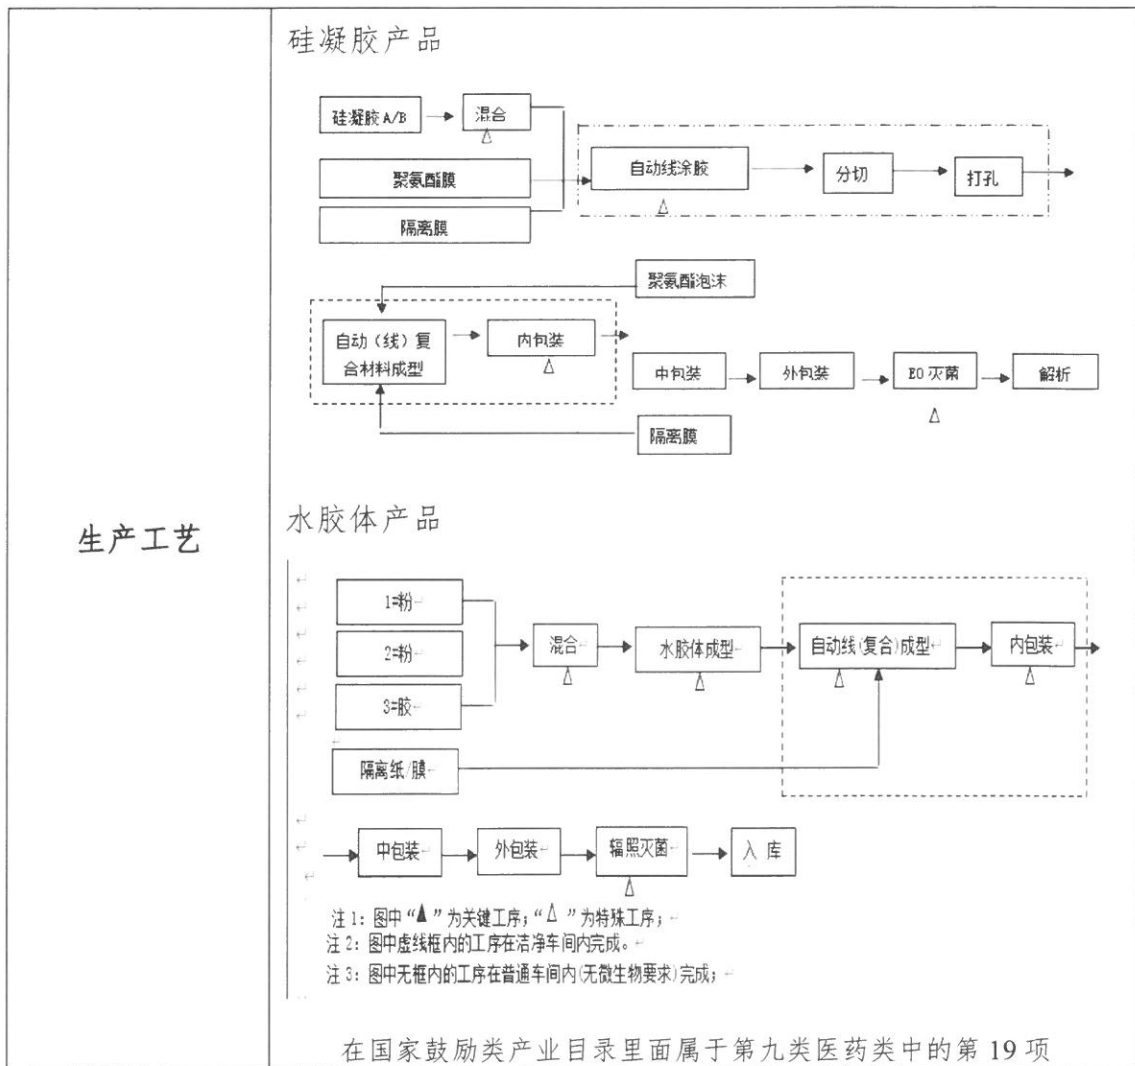 生产工艺
硅凝胶产品
硅凝胶 A/B
混合
聚氨酯膜
隔离膜
自动线涂胶
分切
打孔
聚氨酯泡沫
自动（线）复
合材料成型
内包装
中包装
外包装
EO 灭菌
解析
隔离膜
水胶体产品
1=粉
2=粉
3=胶
隔离纸/膜
混合
水胶体成型
自动线(复合)成型
内包装
中包装
外包装
辐照灭菌
入 库
注 1: 图中“▲”为关键工序；“△”为特殊工序；
注 2: 图中虚线框内的工序在洁净车间内完成。
注 3: 图中无框内的工序在普通车间内(无微生物要求)完成；
在国家鼓励类产业目录里面属于第九类医药类中的第 19 项